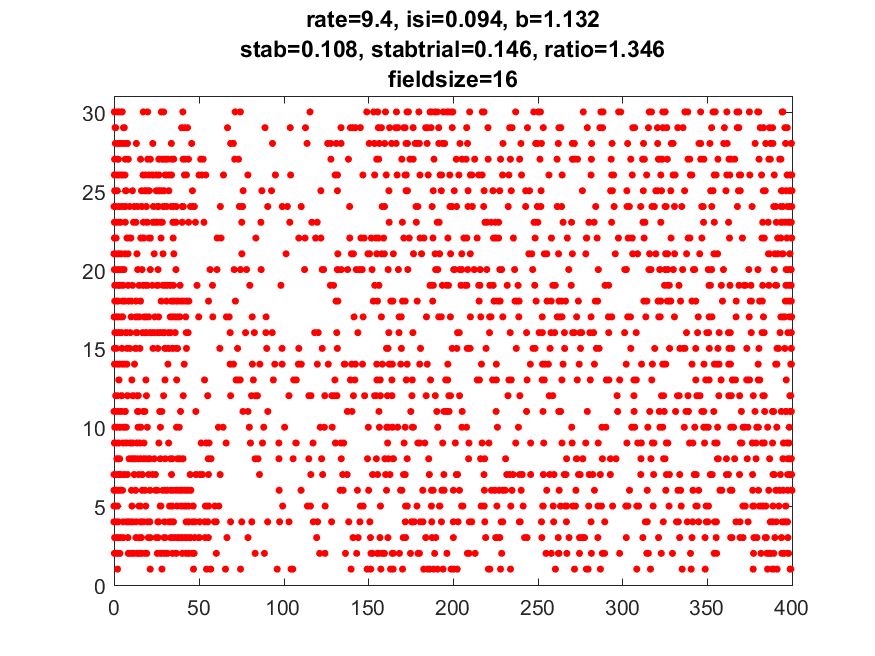 rate=9.4, isi=0.094, b=1.132
stab=0.108, stabtrial=0.146, ratio=1.346
fieldsize=16
30
25
20
15
10
5
0
0 50 100 150 200 250 300 350 400